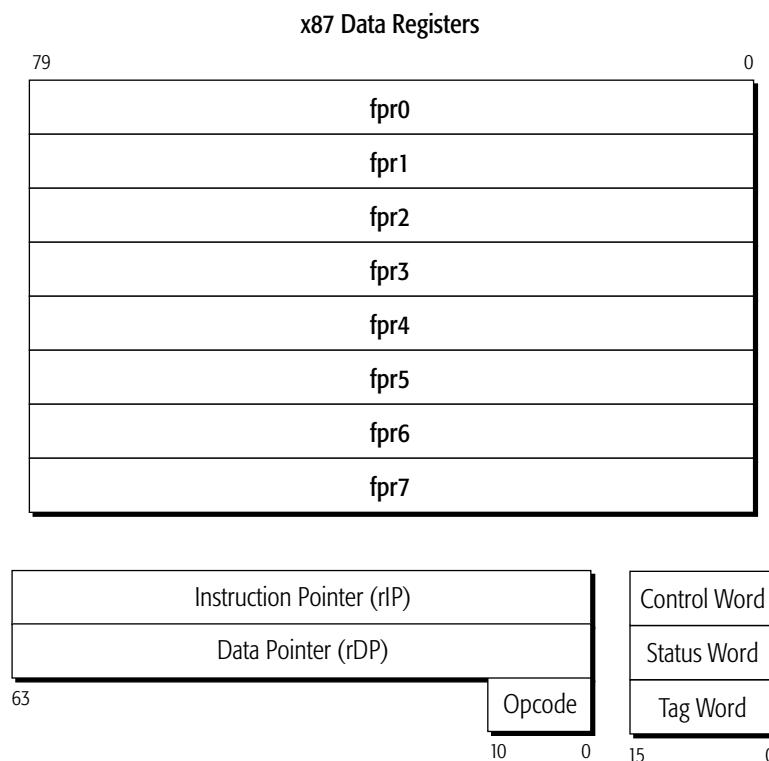 x87 Data Registers
79 0
fpr0
fpr1
fpr2
fpr3
fpr4
fpr5
fpr6
fpr7
Instruction Pointer (rIP)
Control Word
Data Pointer (rDP)
Status Word
63
Opcode
Tag Word
10 0
15 0